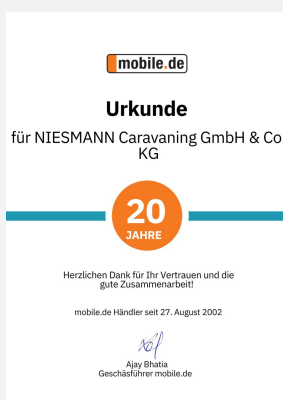 mobile.de
Urkunde
für NIESMANN Caravaning GmbH & Co
KG
20
JAHRE
Herzlichen Dank für Ihr Vertrauen und die
gute Zusammenarbeit!
mobile.de Händler seit 27. August 2002
Ajay Bhatia
Geschäsführer mobile.de